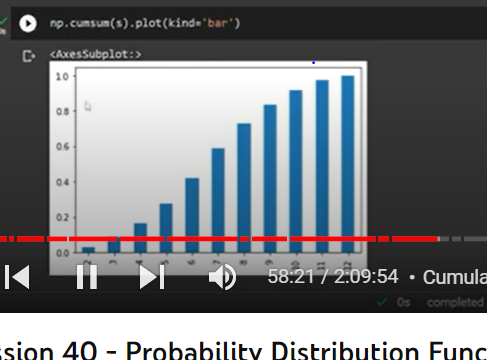 np.cumsum(s).plot(kind='bar')
<AxesSubplot:>
1.0
0.8
0.6
0.4
0.2
0.0
2 3 4 5 6 7 8 9 10 11 12
58:21 / 2:09:54 • Cumula
0s completed
ssion 40 - Probability Distribution Func